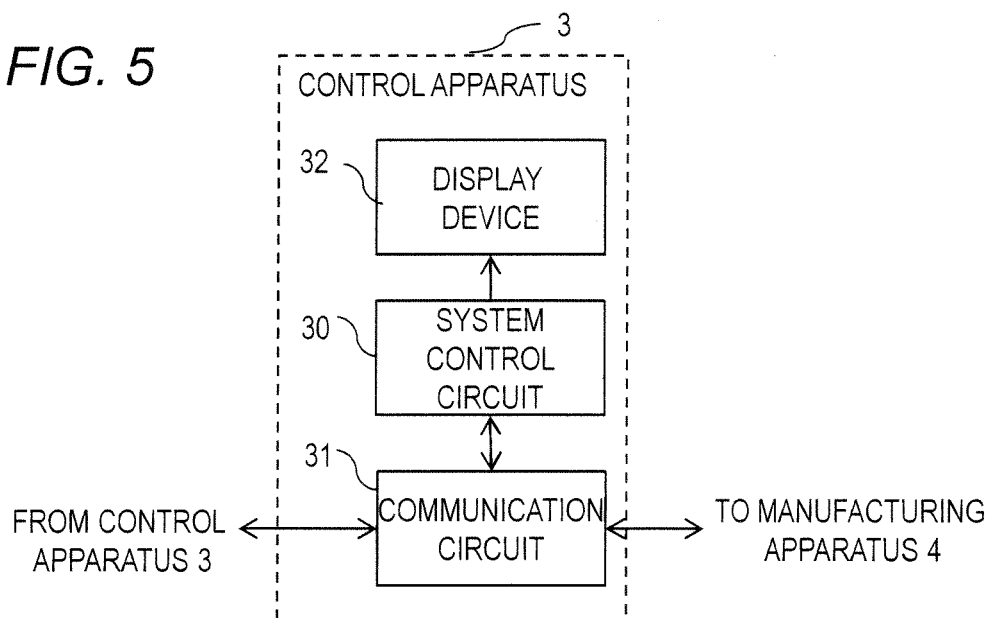 FIG. 5
3
CONTROL APPARATUS
32
DISPLAY
DEVICE
30
SYSTEM
CONTROL
CIRCUIT
31
COMMUNICATION
CIRCUIT
FROM CONTROL
APPARATUS 3
TO MANUFACTURING
APPARATUS 4